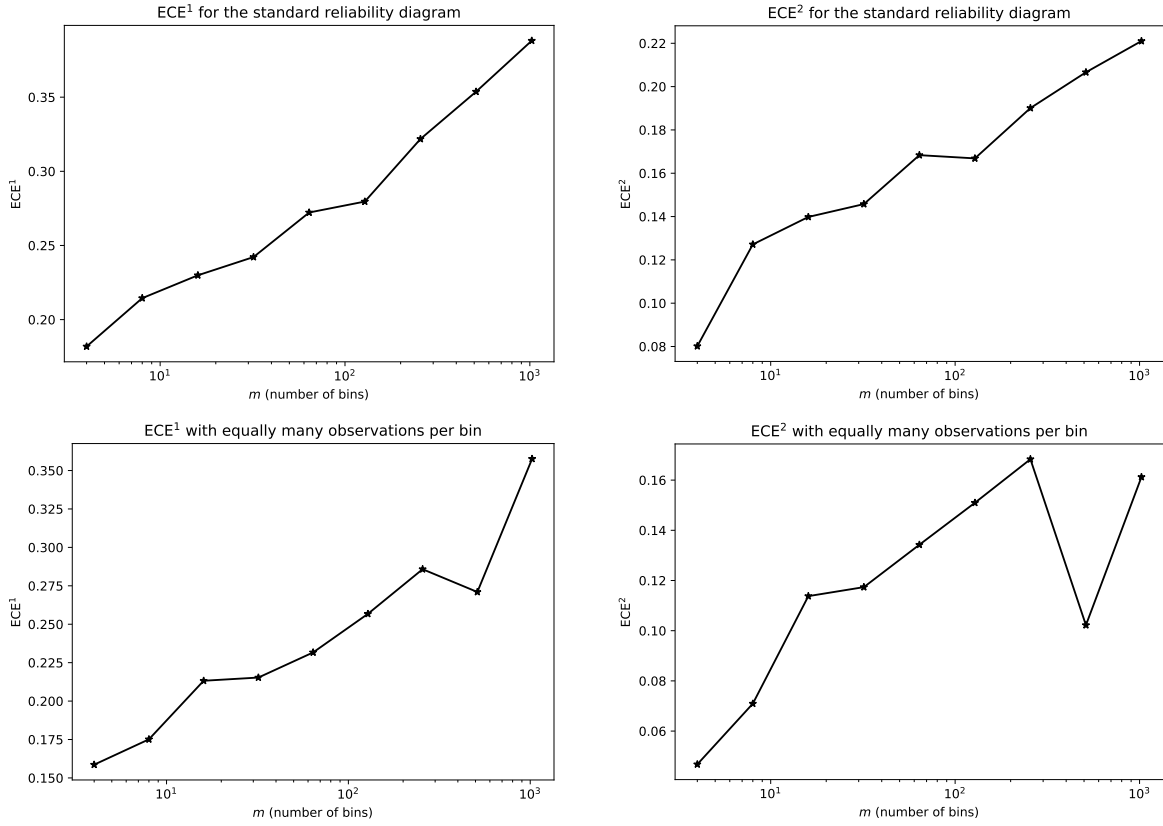 ECE¹ for the standard reliability diagram
ECE¹
0.35
0.30
0.25
0.20
10¹ 10² 10³
m (number of bins)
ECE² for the standard reliability diagram
ECE²
0.22
0.20
0.18
0.16
0.14
0.12
0.10
0.08
10¹ 10² 10³
m (number of bins)
ECE¹ with equally many observations per bin
ECE¹
0.350
0.325
0.300
0.275
0.250
0.225
0.200
0.175
0.150
10¹ 10² 10³
m (number of bins)
ECE² with equally many observations per bin
ECE²
0.16
0.14
0.12
0.10
0.08
0.06
10¹ 10² 10³
m (number of bins)